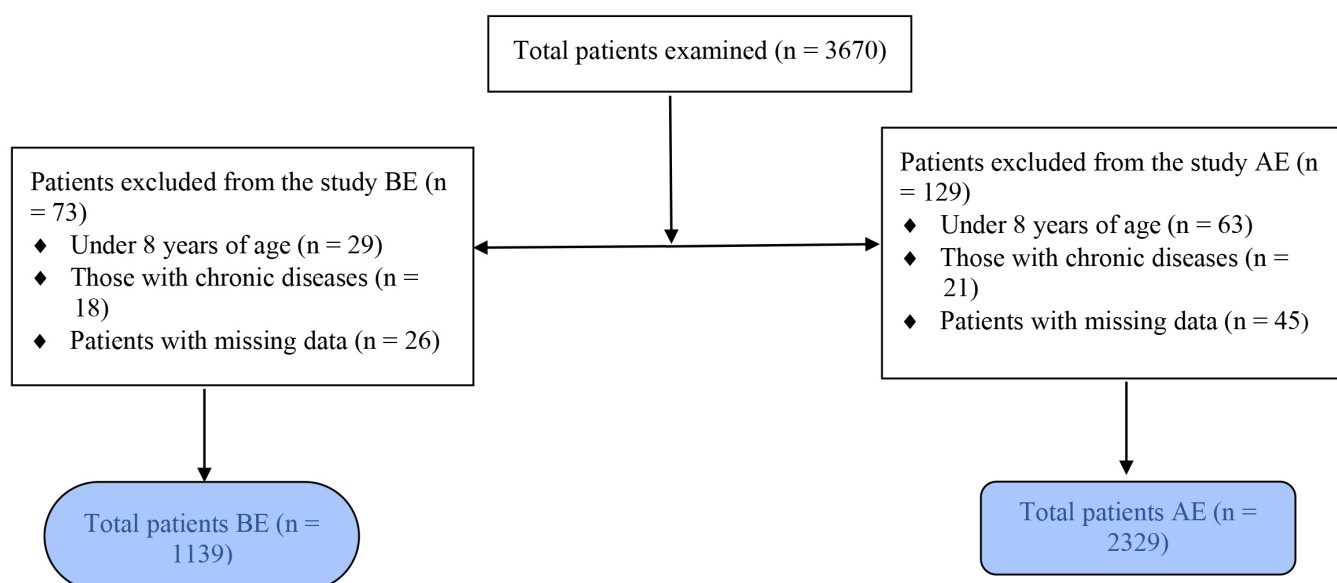 Total patients examined (n = 3670)
Patients excluded from the study BE (n
= 73)
♦ Under 8 years of age (n = 29)
♦ Those with chronic diseases (n =
18)
♦ Patients with missing data (n = 26)
Patients excluded from the study AE (n
= 129)
♦ Under 8 years of age (n = 63)
♦ Those with chronic diseases (n =
21)
♦ Patients with missing data (n = 45)
Total patients BE (n =
1139)
Total patients AE (n =
2329)